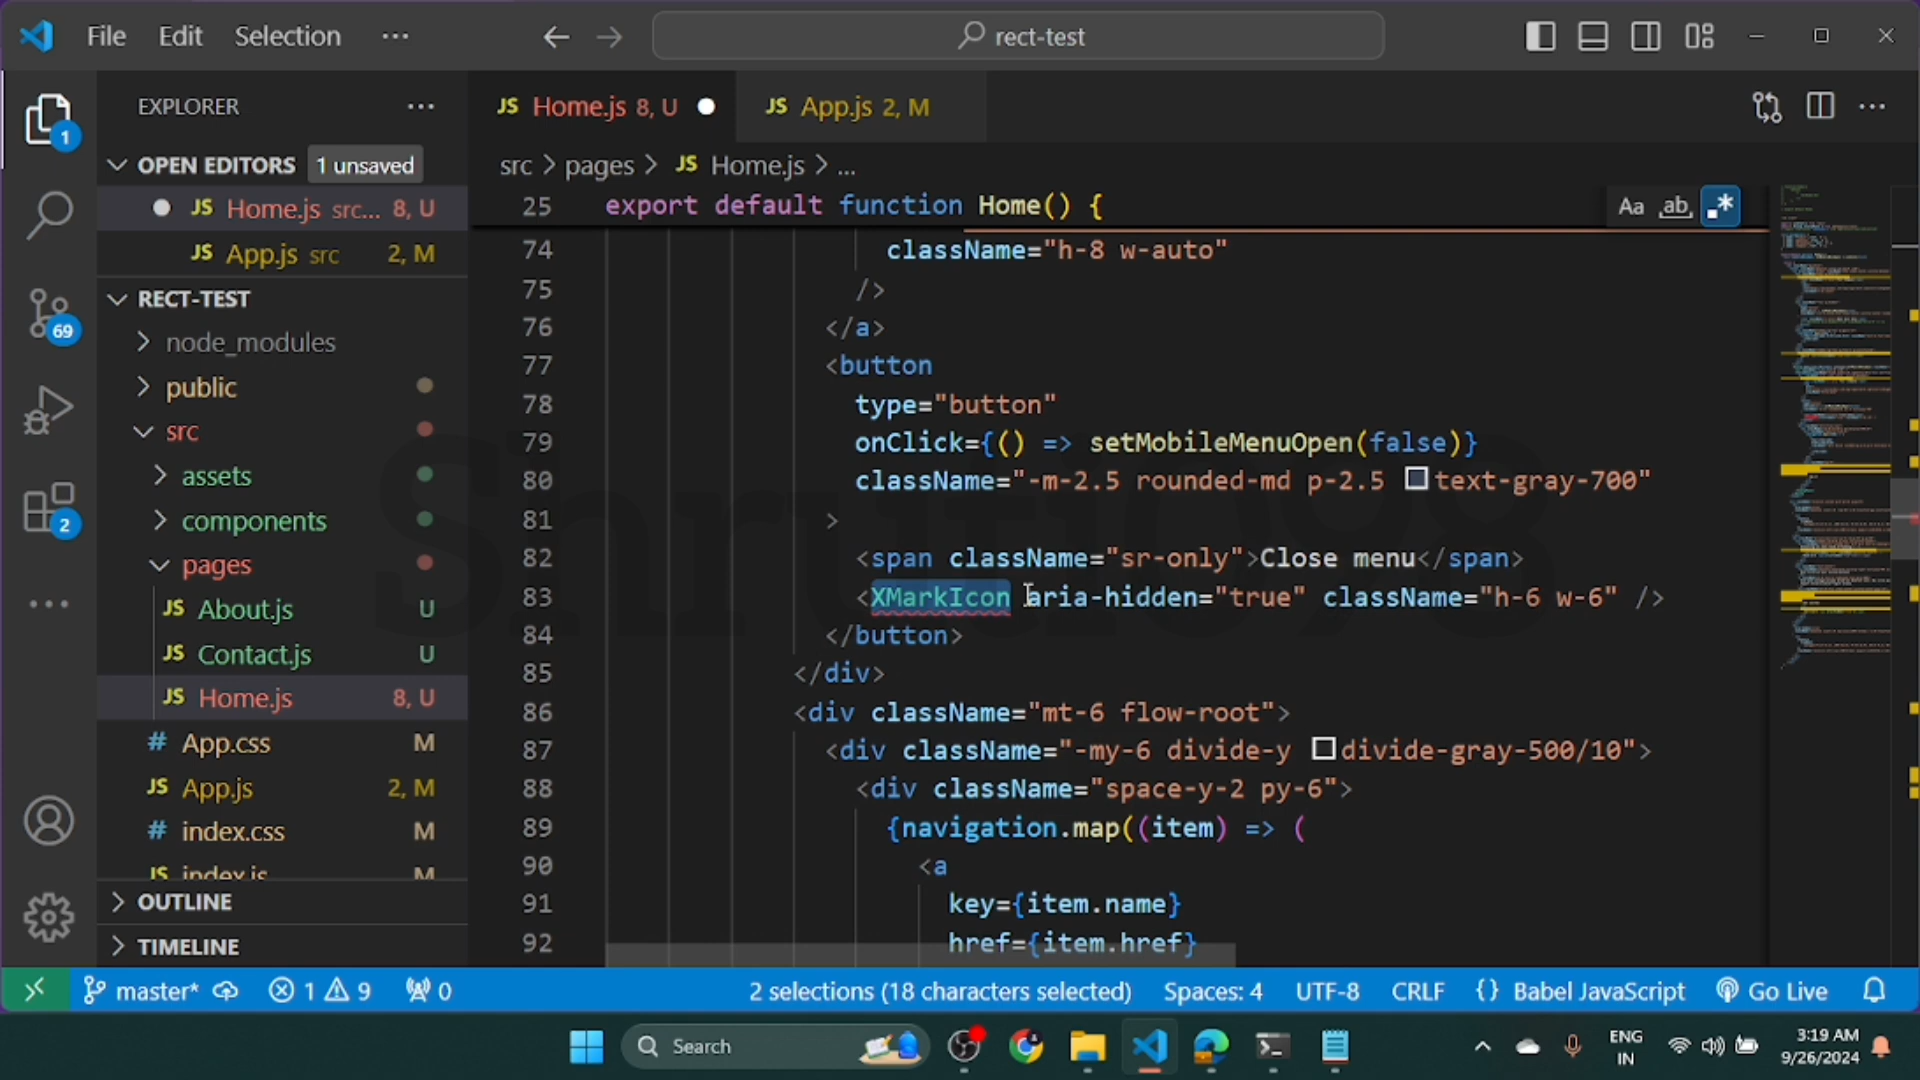 File Edit Selection ···
rect-test
EXPLORER ···
OPEN EDITORS 1 unsaved
Home.js src... 8, U
App.js src 2, M
RECT-TEST
node_modules
public
src
assets
components
pages
JS About.js U
JS Contact.js U
JS Home.js 8, U
# App.css M
JS App.js 2, M
# index.css M
JS index.js M
OUTLINE
TIMELINE
1
69
2
JS Home.js 8, U JS App.js 2, M
src > pages > JS Home.js > ...
Aa ab .*
25 export default function Home() {
74 className="h-8 w-auto"
75 />
76 </a>
77 <button
78 type="button"
79 onClick={() => setMobileMenuOpen(false)}
80 className="-m-2.5 rounded-md p-2.5 text-gray-700"
81 >
82 <span className="sr-only">Close menu</span>
83 <XMarkIcon aria-hidden="true" className="h-6 w-6" />
84 </button>
85 </div>
86 <div className="mt-6 flow-root">
87 <div className="-my-6 divide-y divide-gray-500/10">
88 <div className="space-y-2 py-6">
89 {navigation.map((item) => (
90 <a
91 key={item.name}
92 href={item.href}
master* 1 9 0 2 selections (18 characters selected) Spaces: 4 UTF-8 CRLF {} Babel JavaScript Go Live
Search
ENG
IN
3:19 AM
9/26/2024